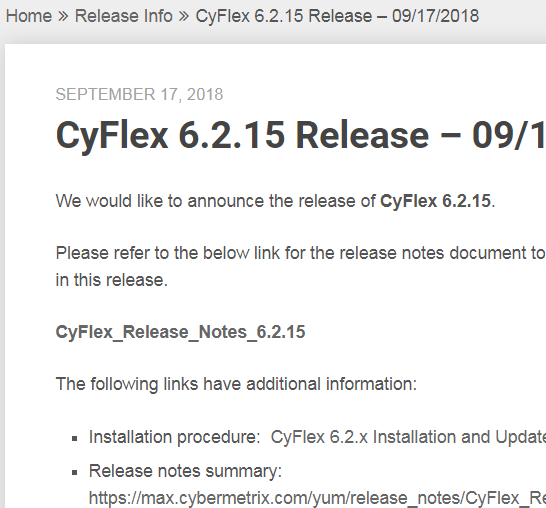 Home » Release Info » CyFlex 6.2.15 Release – 09/17/2018
SEPTEMBER 17, 2018
CyFlex 6.2.15 Release – 09/1
We would like to announce the release of CyFlex 6.2.15.
Please refer to the below link for the release notes document to
in this release.
CyFlex_Release_Notes_6.2.15
The following links have additional information:
▪ Installation procedure: CyFlex 6.2.x Installation and Update
▪ Release notes summary:
https://max.cybermetrix.com/yum/release_notes/CyFlex_Re